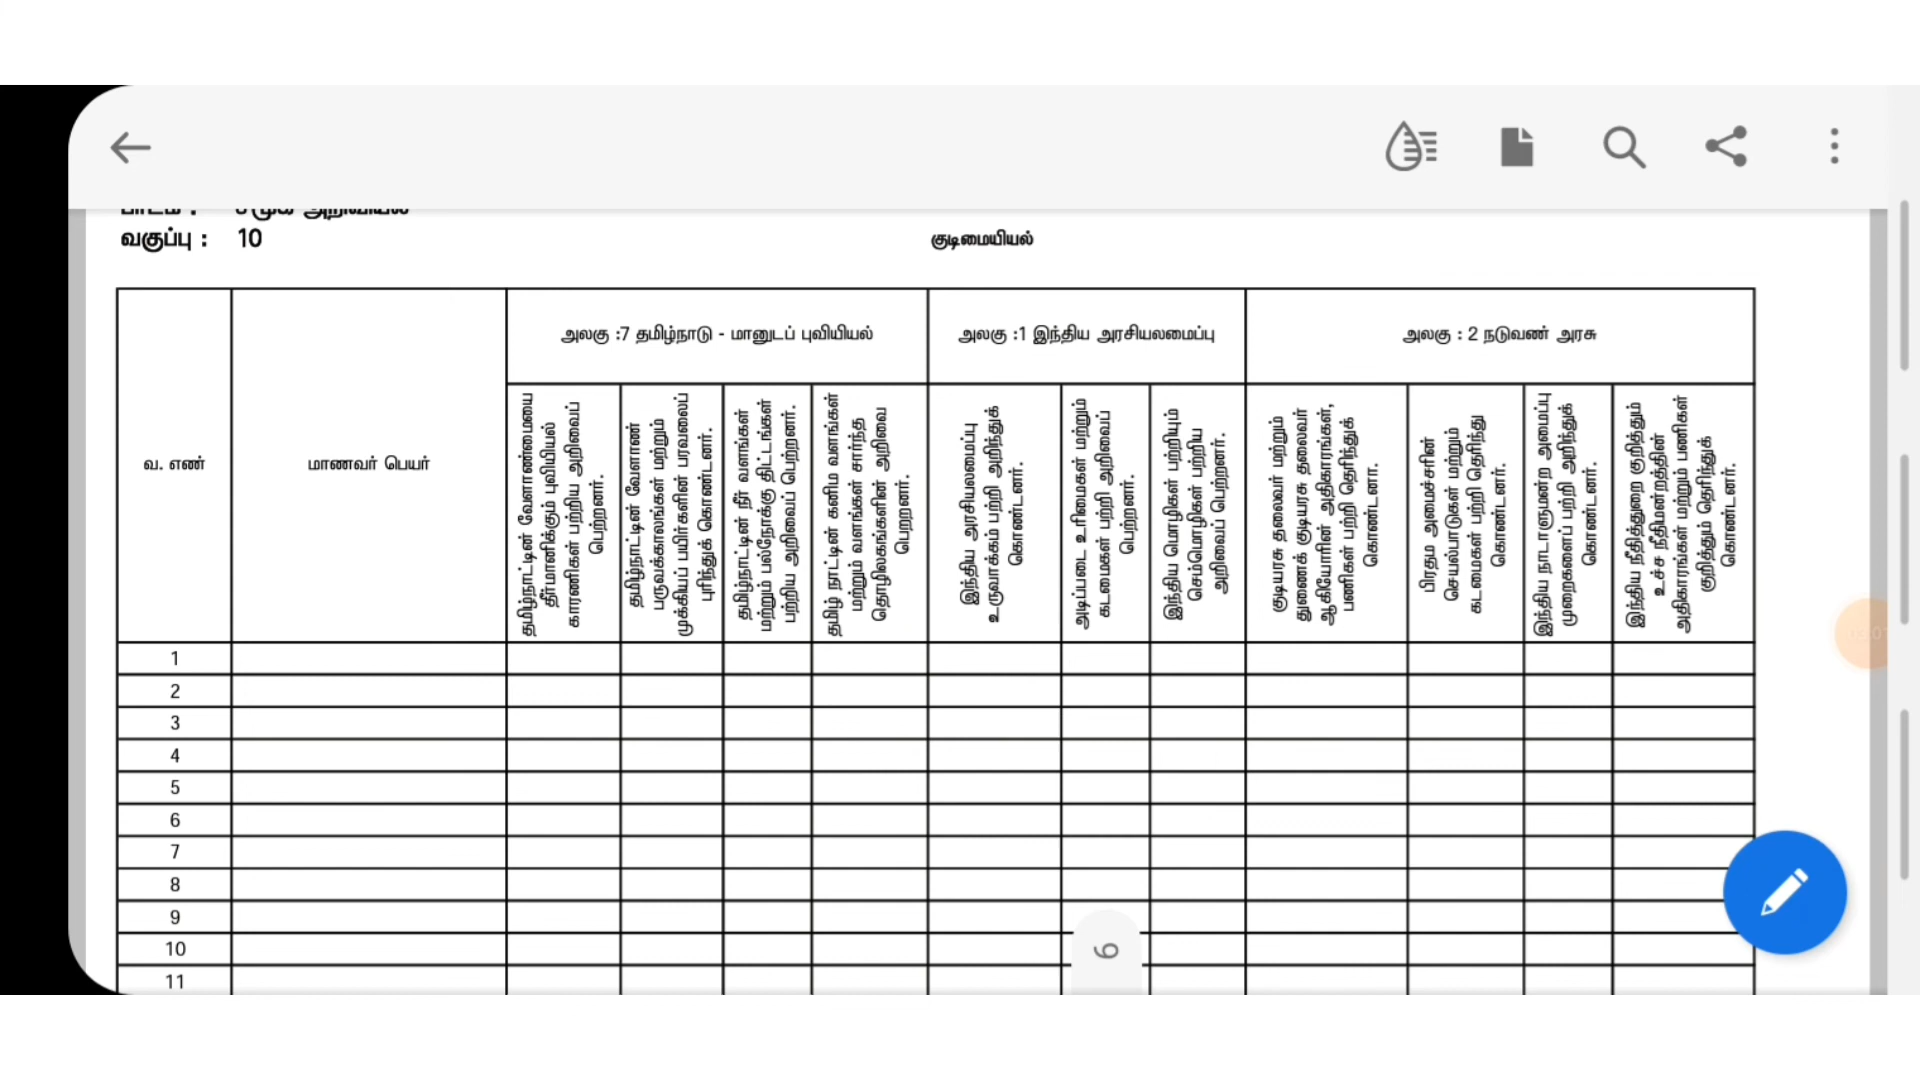 பாடம் : சமூக அறிவியல்
வகுப்பு : 10
குடிமையியல்
வ. எண்
மாணவர் பெயர்
அலகு :7 தமிழ்நாடு - மானுடப் புவியியல்
அலகு :1 இந்திய அரசியலமைப்பு
அலகு : 2 நடுவண் அரசு
தமிழ்நாட்டின் வேளாண்மையை
தீர்மானிக்கும் புவியியல்
காரணிகள் பற்றிய அறிவைப்
பெற்றனர்.
தமிழ்நாட்டின் வேளாண்
பருவக்காலங்கள் மற்றும்
முக்கியப் பயிர்களின் பரவலைப்
புரிந்துக் கொண்டனர்.
தமிழ்நாட்டின் நீர் வளங்கள்
மற்றும் பல்நோக்கு திட்டங்கள்
பற்றிய அறிவைப் பெற்றனர்.
தமிழ் நாட்டின் கனிம வளங்கள்
மற்றும் வளங்கள் சார்ந்த
தொழிலகங்களின் அறிவை
பெற்றனர்.
இந்திய அரசியலமைப்பு
உருவாக்கம் பற்றி அறிந்துக்
கொண்டனர்.
அடிப்படை உரிமைகள் மற்றும்
கடமைகள் பற்றி அறிவைப்
பெற்றனர்.
இந்திய மொழிகள் பற்றியும்
செம்மொழிகள் பற்றிய
அறிவைப் பெற்றனர்.
குடியரசு தலைவர் மற்றும்
துணைக் குடியரசு தலைவர்
ஆகியோரின் அதிகாரங்கள்,
பணிகள் பற்றி தெரிந்துக்
கொண்டனர்.
பிரதம அமைச்சரின்
செயல்பாடுகள் மற்றும்
கடமைகள் பற்றி தெரிந்து
கொண்டனர்.
இந்திய நாடாளுமன்ற அமைப்பு
முறைகளைப் பற்றி அறிந்துக்
கொண்டனர்.
இந்திய நீதித்துறை குறித்தும்
உச்ச நீதிமன்றத்தின்
அதிகாரங்கள் மற்றும் பணிகள்
குறித்தும் தெரிந்துக்
கொண்டனர்.
1
2
3
4
5
6
7
8
9
10
11
6